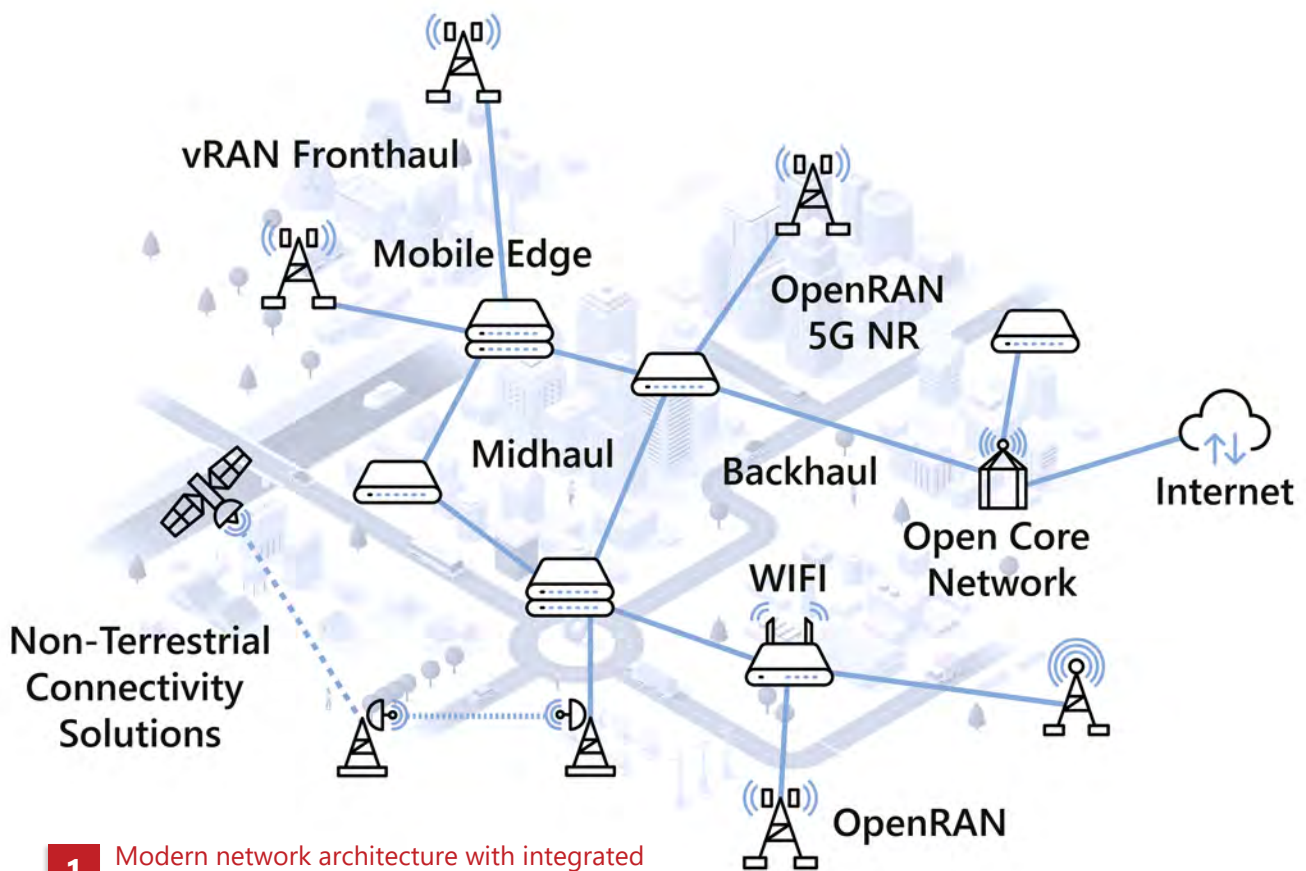 vRAN Fronthaul
Mobile Edge
OpenRAN
5G NR
Midhaul
Backhaul
Internet
Open Core
Network
WIFI
Non-Terrestrial
Connectivity
Solutions
OpenRAN
1 Modern network architecture with integrated